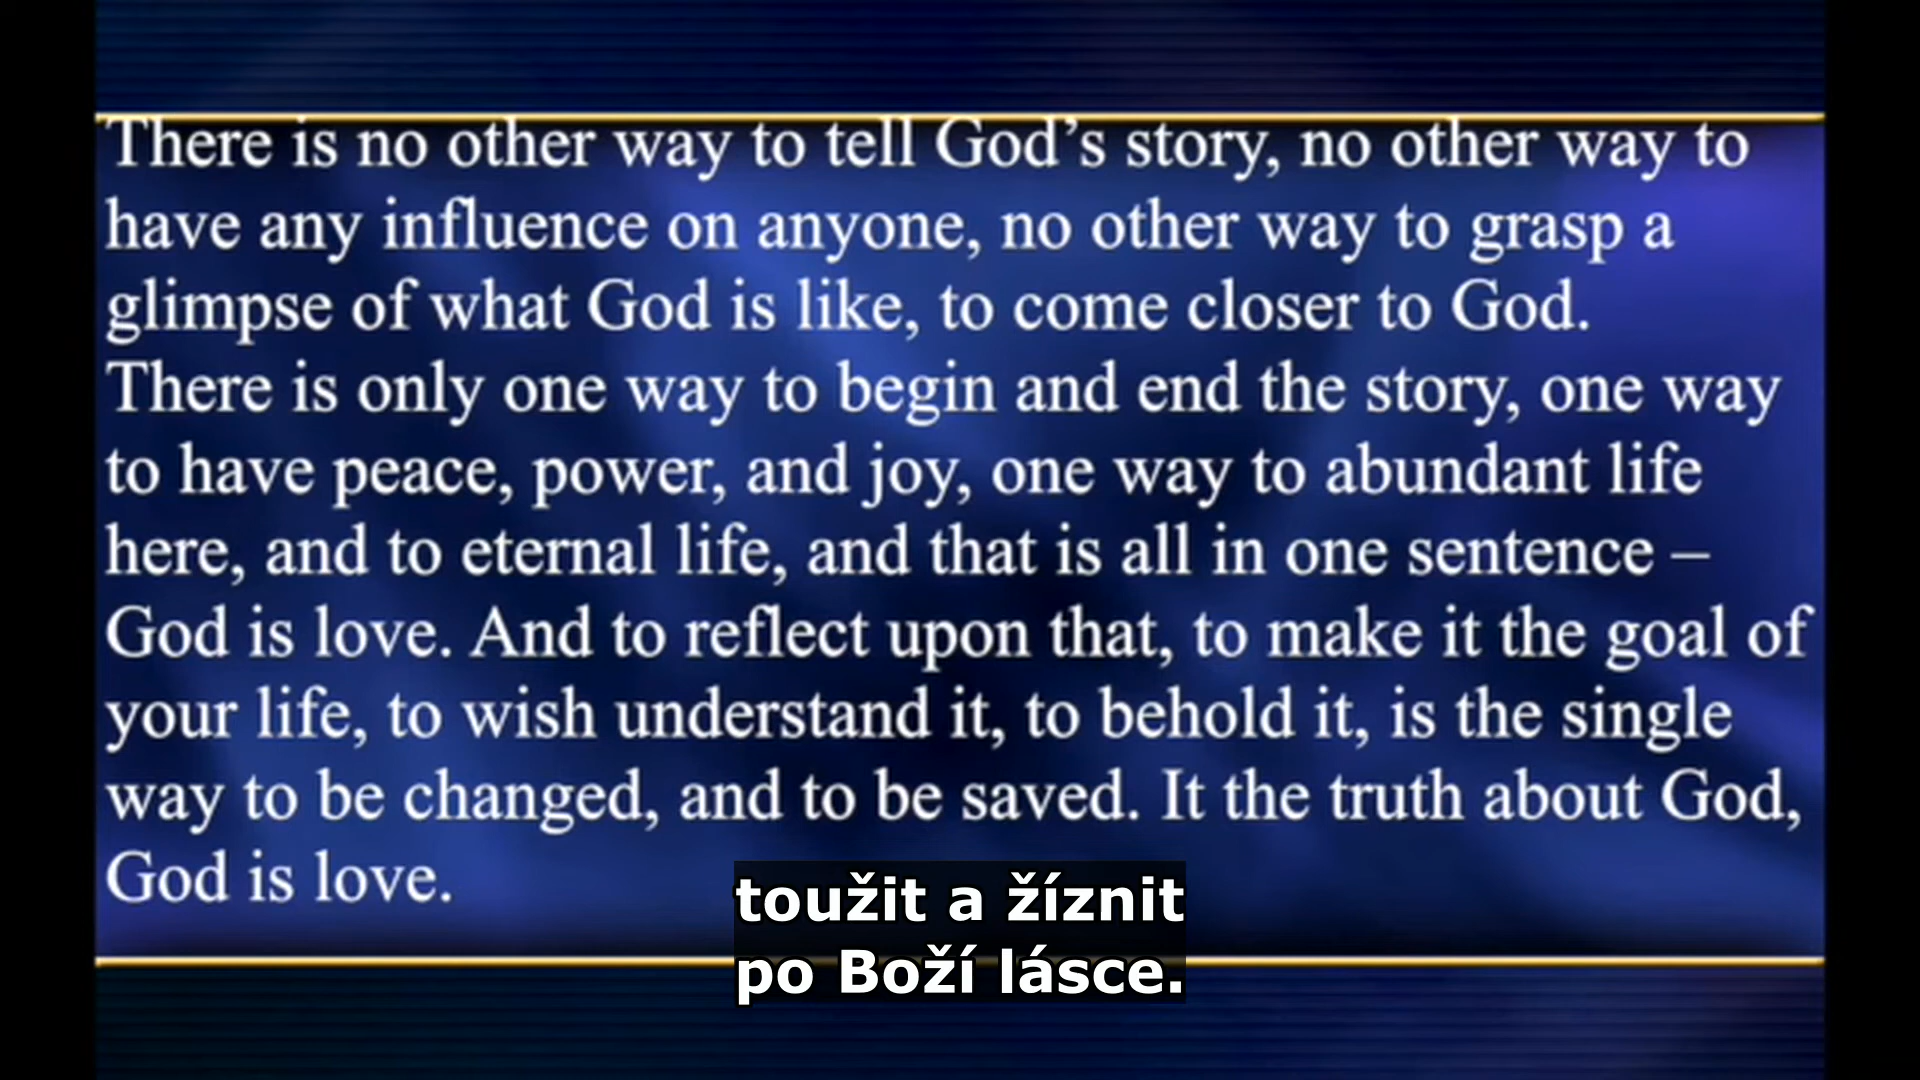 There is no other way to tell God’s story, no other way to
have any influence on anyone, no other way to grasp a
glimpse of what God is like, to come closer to God.
There is only one way to begin and end the story, one way
to have peace, power, and joy, one way to abundant life
here, and to eternal life, and that is all in one sentence –
God is love. And to reflect upon that, to make it the goal of
your life, to wish understand it, to behold it, is the single
way to be changed, and to be saved. It the truth about God,
God is love.
toužit a žíznit
po Boží lásce.